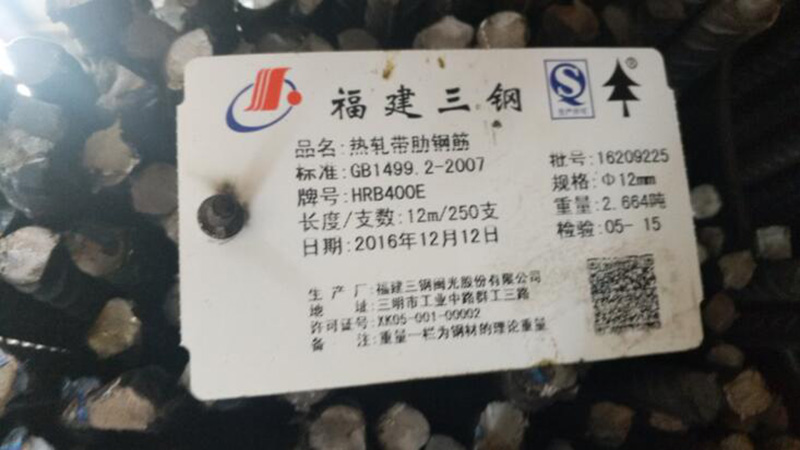 福建三钢
®
生产许可
品名:热轧带肋钢筋
标准:GB1499.2-2007
牌号:HRB400E
长度/支数:12m/250支
日期:2016年12月12日
批号:16209225
规格:Φ12mm
重量:2.664吨
检验:05-15
生产厂:福建三钢闽光股份有限公司
地址:三明市工业中路群工三路
许可证号:XK05-001-00002
备注:重量一栏为钢材的理论重量